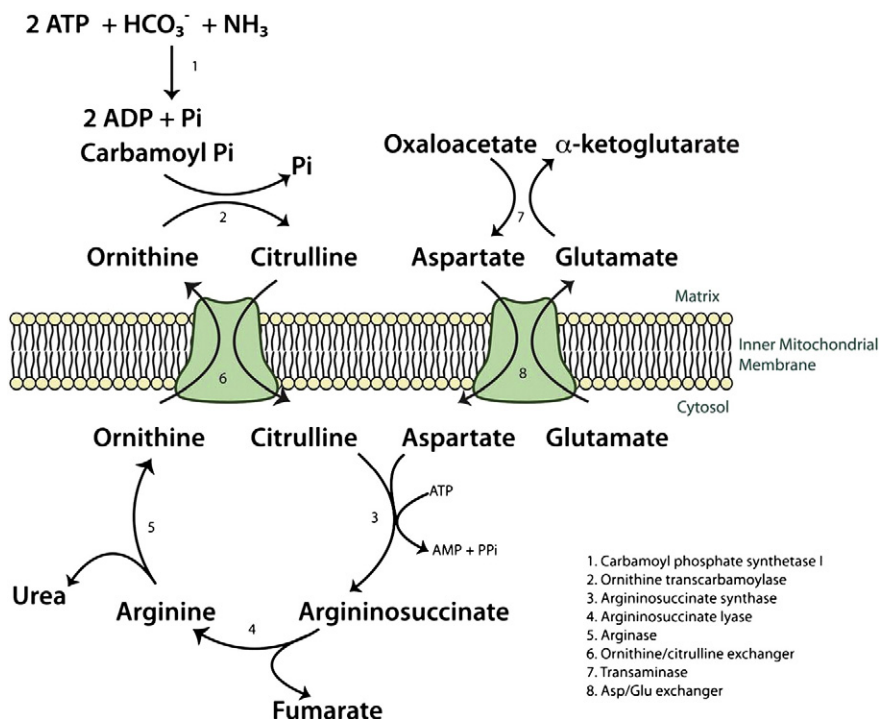 2 ATP + HCO₃⁻ + NH₃
1
2 ADP + Pi
Carbamoyl Pi
Pi
2
Oxaloacetate
α-ketoglutarate
7
Ornithine
Citrulline
Aspartate
Glutamate
Matrix
Inner Mitochondrial
Membrane
6
8
Cytosol
Ornithine
Citrulline
Aspartate
Glutamate
ATP
3
AMP + PPi
5
Urea
Arginine
4
Argininosuccinate
Fumarate
1. Carbamoyl phosphate synthetase I
2. Ornithine transcarbamoylase
3. Argininosuccinate synthase
4. Argininosuccinate lyase
5. Arginase
6. Ornithine/citrulline exchanger
7. Transaminase
8. Asp/Glu exchanger